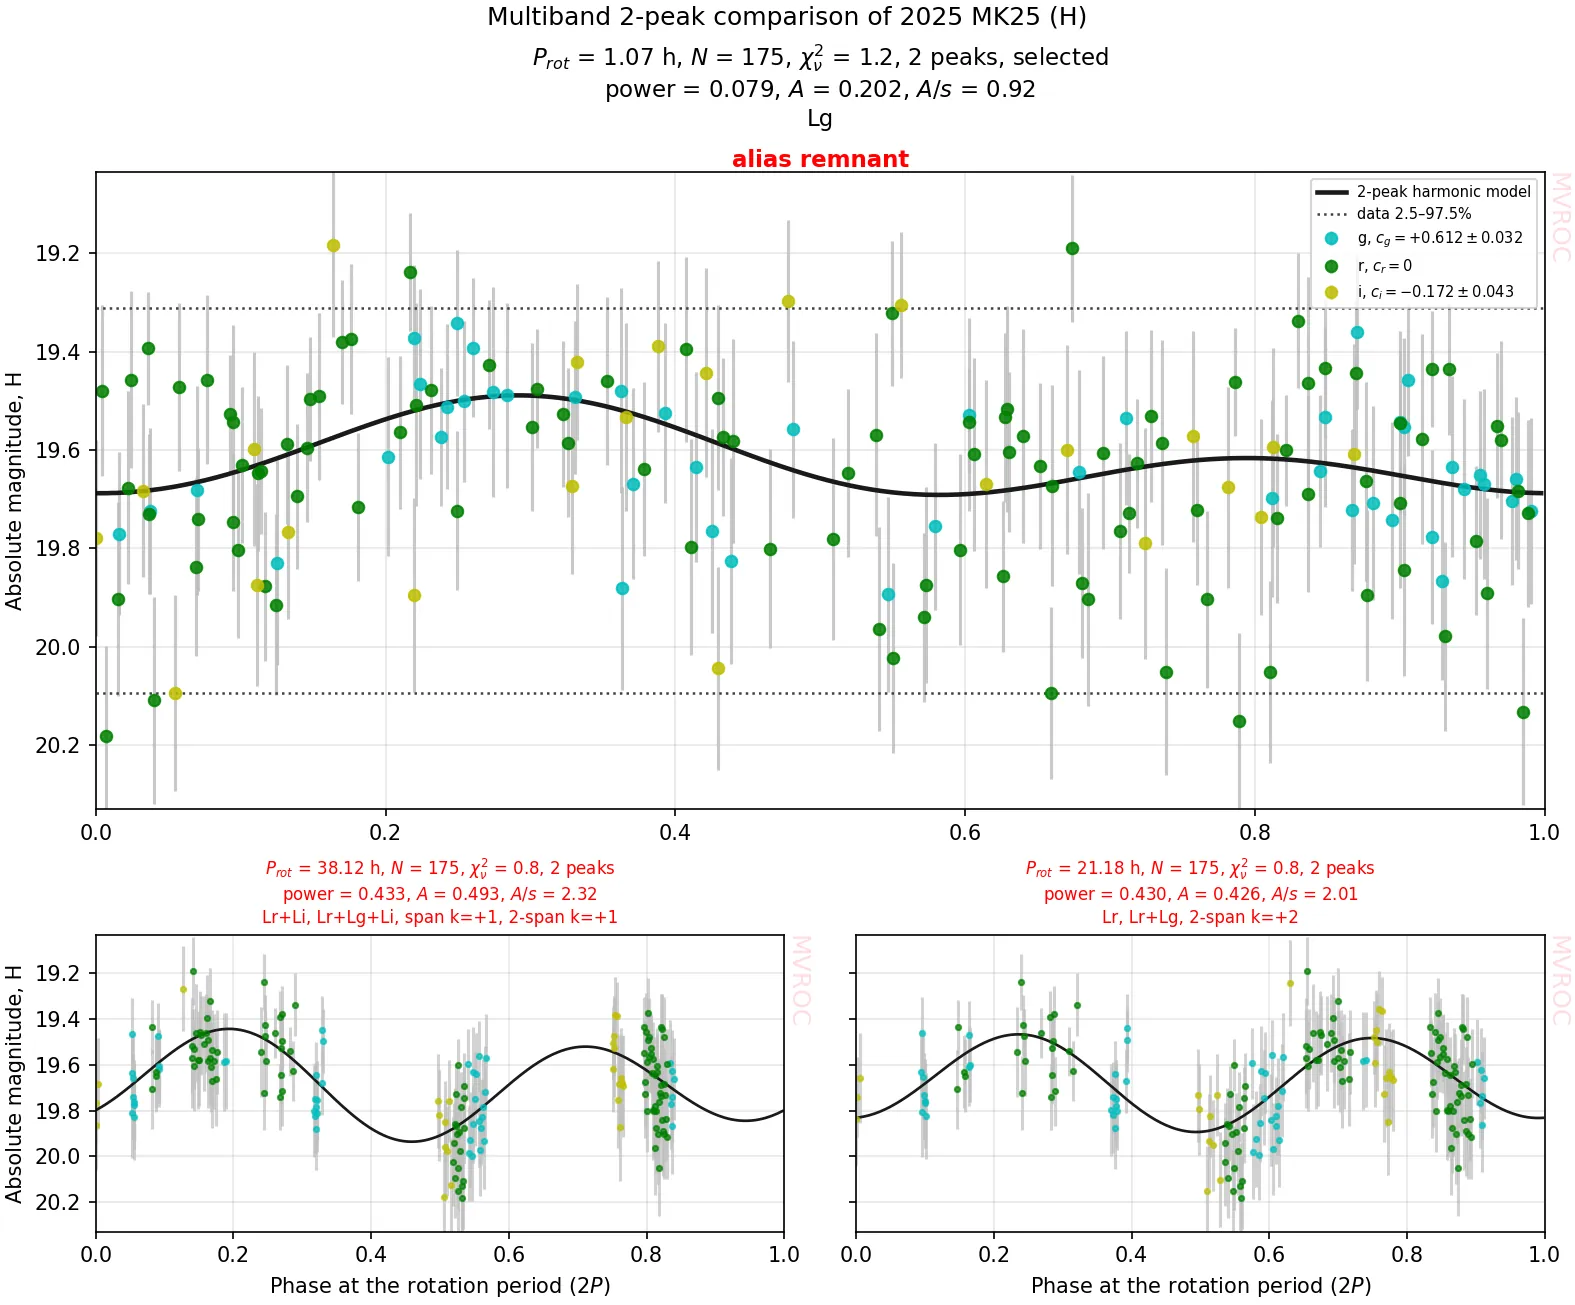 Multiband 2-peak comparison of 2025 MK25 (H)
P_rot = 1.07 h, N = 175, χ²_ν = 1.2, 2 peaks, selected
power = 0.079, A = 0.202, A/s = 0.92
Lg
alias remnant
2-peak harmonic model
data 2.5–97.5%
g, c_g = +0.612 ± 0.032
r, c_r = 0
i, c_i = −0.172 ± 0.043
MVROC
Absolute magnitude, H
19.2
19.4
19.6
19.8
20.0
20.2
0.0 0.2 0.4 0.6 0.8 1.0
P_rot = 38.12 h, N = 175, χ²_ν = 0.8, 2 peaks
power = 0.433, A = 0.493, A/s = 2.32
Lr+Li, Lr+Lg+Li, span k=+1, 2-span k=+1
MVROC
Absolute magnitude, H
19.2
19.4
19.6
19.8
20.0
20.2
0.0 0.2 0.4 0.6 0.8 1.0
Phase at the rotation period (2P)
P_rot = 21.18 h, N = 175, χ²_ν = 0.8, 2 peaks
power = 0.430, A = 0.426, A/s = 2.01
Lr, Lr+Lg, 2-span k=+2
MVROC
0.0 0.2 0.4 0.6 0.8 1.0
Phase at the rotation period (2P)